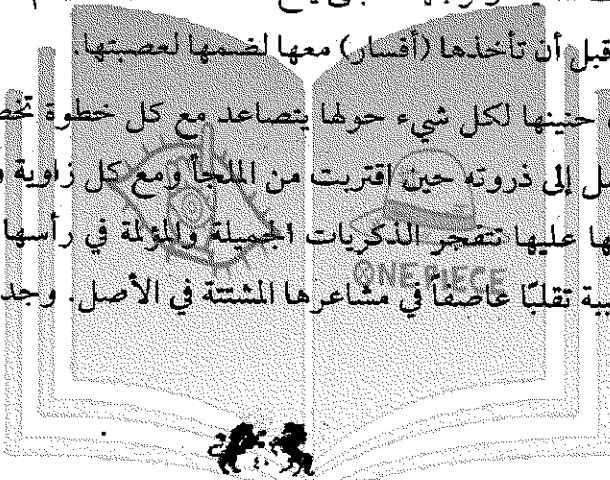 قبل أن تأخذها (أفسار) معها لضمها لعصبتها.
حنينها لكل شيء حولها يتصاعد مع كل خطوة
إلى ذروته حين اقتربت من الملجأ ومع كل زاوية
عليها تتفجر الذكريات الجميلة والمؤلمة في رأسها
ONE PIECE
تقلبًا عاصفًا في مشاعرها المشتتة في الأصل. وجد